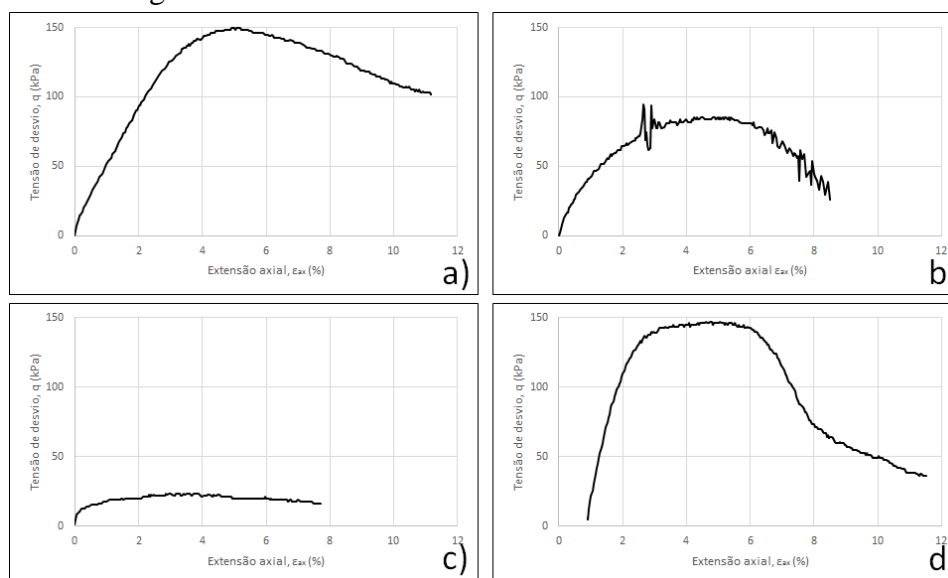 150
100
50
0
0 2 4 6 8 10 12
Tensão de desvio, q (kPa)
Extensão axial, εax (%)
a)
150
100
50
0
0 2 4 6 8 10 12
Tensão de desvio, q (kPa)
Extensão axial εax (%)
b
150
100
50
0
0 2 4 6 8 10 12
Tensão de desvio, q (kPa)
Extensão axial, εax (%)
c)
150
100
50
0
0 2 4 6 8 10 12
Tensão de desvio, q (kPa)
Extensão axial, εax (%)
d